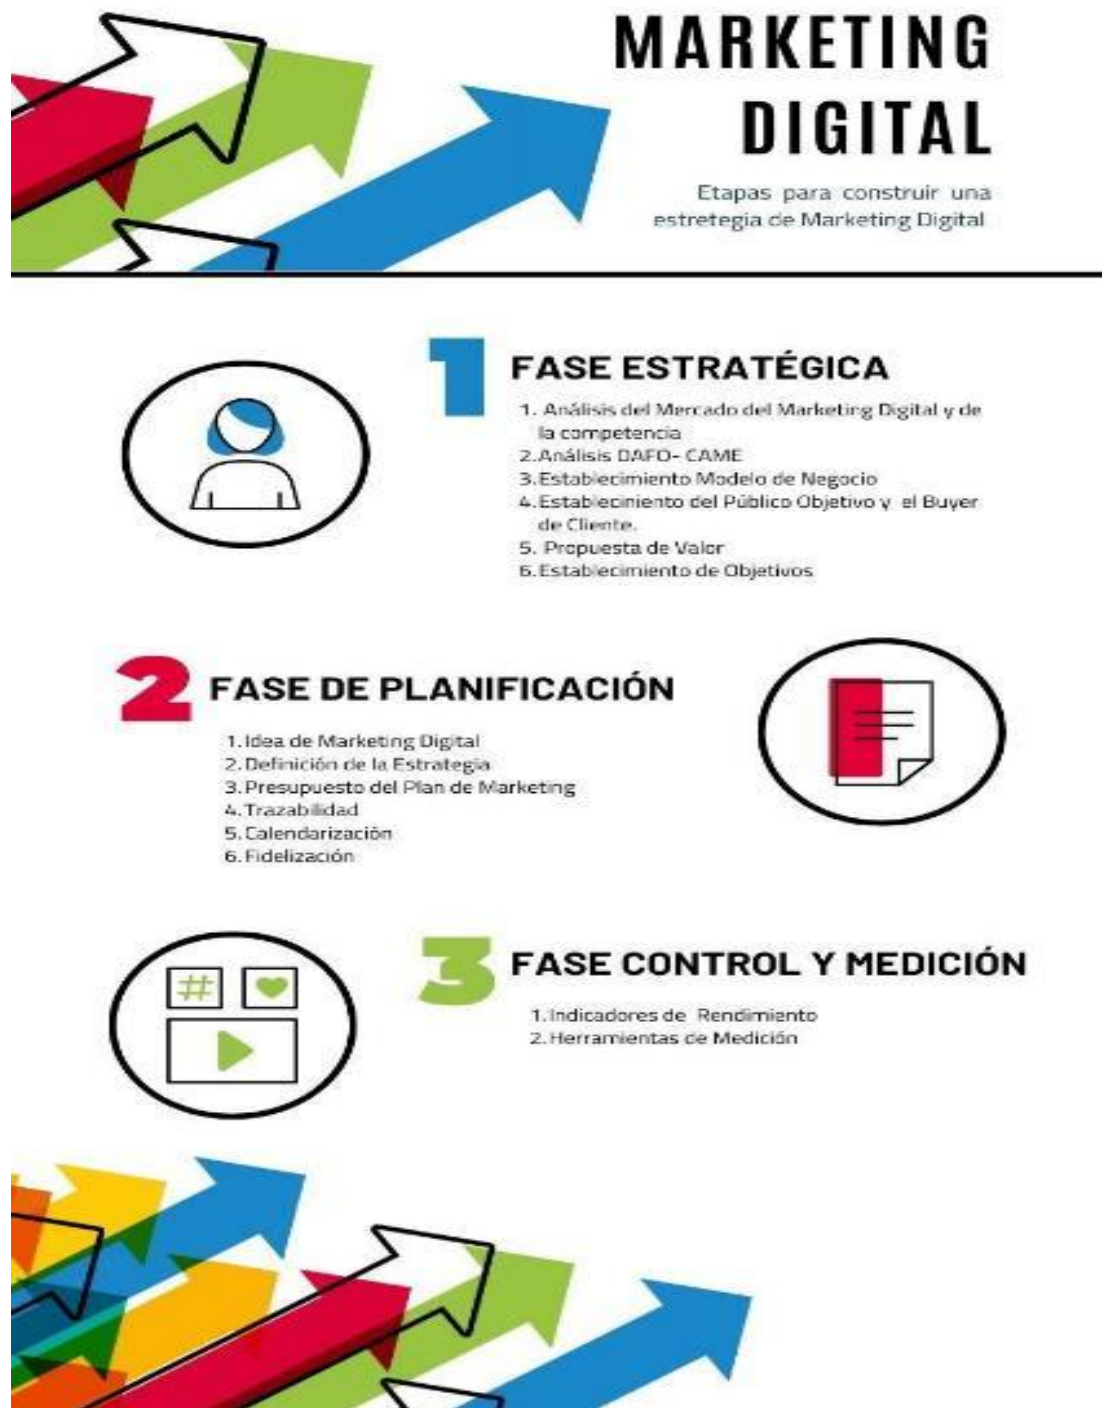 MARKETING
DIGITAL
Etapas para construir una
estretegia de Marketing Digital
1 FASE ESTRATÉGICA
1. Análisis del Mercado del Marketing Digital y de
la competencia
2.Análisis DAFO- CAME
3.Establecimiento Modelo de Negocio
4.Estableciniento del Público Objetivo y el Buyer
de Cliente.
5. Propuesta de Valor
6.Establecimiento de Objetivos
2 FASE DE PLANIFICACIÓN
1.Idea de Marketing Digital
2.Definición de la Estrategia
3.Presupuesto del Plan de Marketing
4.Trazabilidad
5.Calendarización
6.Fidelización
#
3 FASE CONTROL Y MEDICIÓN
1.Indicadores de Rendimiento
2.Herramientas de Medición